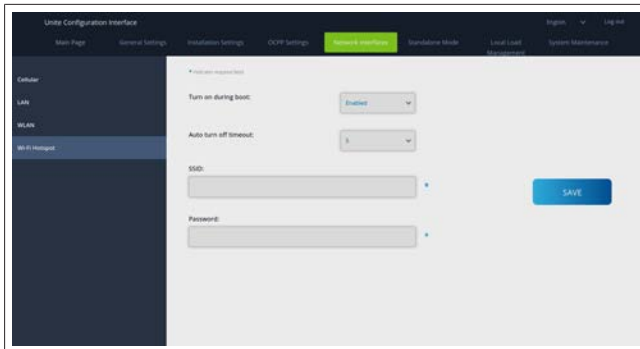 Unite Configuration Interface
English
Log out
Main Page
General Settings
Installation Settings
OCPP Settings
Network Interfaces
Standalone Mode
Local Load
Management
System Maintenance
Cellular
LAN
WLAN
Wi-Fi Hotspot
Turn on during boot:
Enabled
Auto turn off timeout:
5
SSID:
*
SAVE
Password:
*